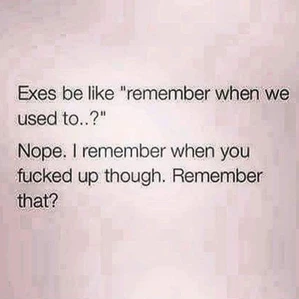 Exes be like "remember when we
used to..?"
Nope. I remember when you
fucked up though. Remember
that?